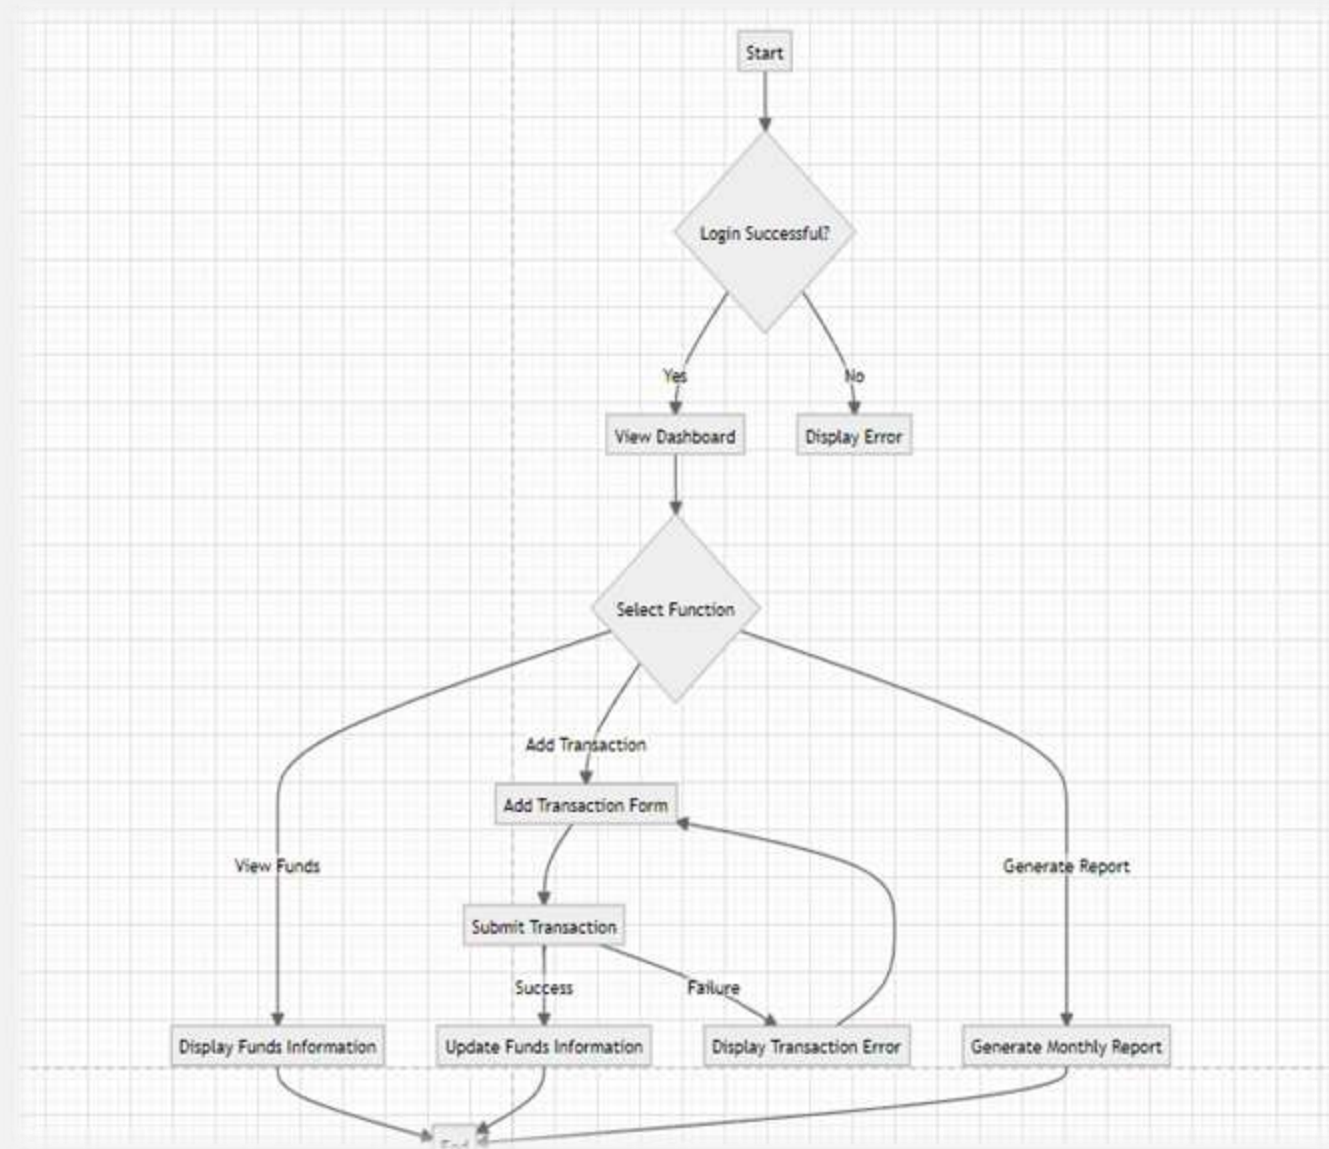 Start
Login Successful?
Yes
No
View Dashboard
Display Error
Select Function
Add Transaction
Add Transaction Form
View Funds
Generate Report
Submit Transaction
Success
Failure
Display Funds Information
Update Funds Information
Display Transaction Error
Generate Monthly Report
End